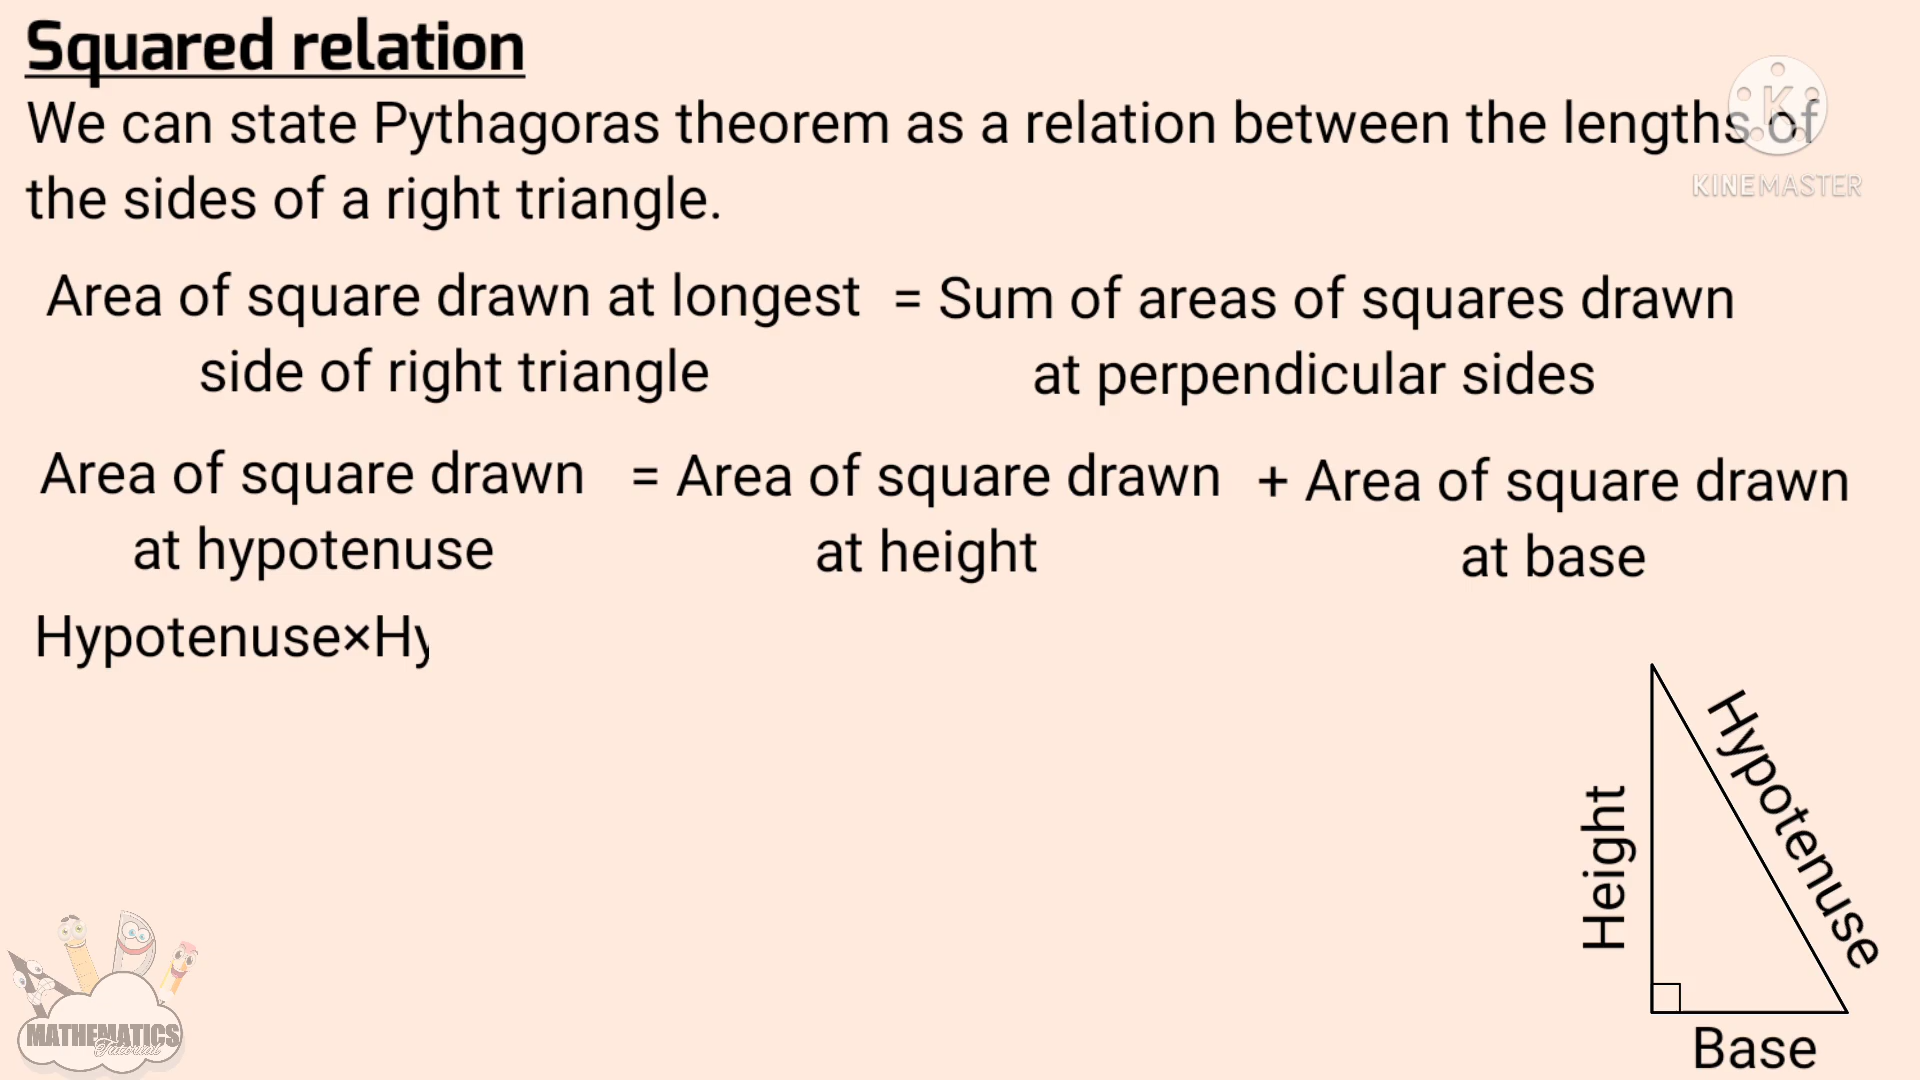 Squared relation
We can state Pythagoras theorem as a relation between the lengths of
the sides of a right triangle.
KINEMASTER
Area of square drawn at longest = Sum of areas of squares drawn
side of right triangle at perpendicular sides
Area of square drawn = Area of square drawn + Area of square drawn
at hypotenuse at height at base
Hypotenuse×Hy
Height
Hypotenuse
Base
MATHEMATICS
Tutorial